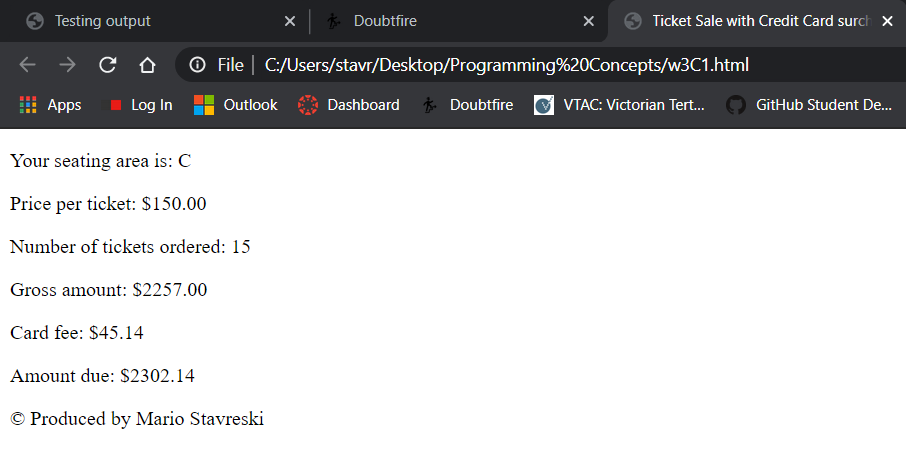 Testing output
Doubtfire
Ticket Sale with Credit Card surch
File C:/Users/stavr/Desktop/Programming%20Concepts/w3C1.html
Apps Log In Outlook Dashboard Doubtfire VTAC: Victorian Tert... GitHub Student De...
Your seating area is: C
Price per ticket: $150.00
Number of tickets ordered: 15
Gross amount: $2257.00
Card fee: $45.14
Amount due: $2302.14
© Produced by Mario Stavreski